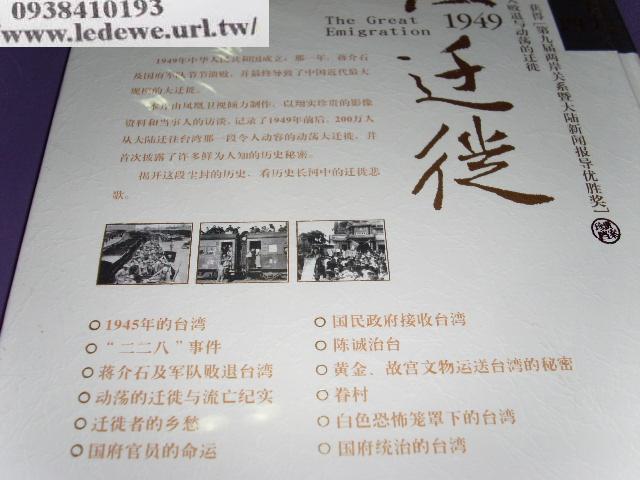 0938410193
www.ledewe.url.tw/
The Great
Emigration
1949
迁徙
败退与动荡的迁徙
获得[第九届两岸关系暨大陆新闻报导优胜奖]
1949年中华人民共和国成立；那一年，蒋介石
及国府军队节节溃败，并最终导致了中国近代最大
规模的大迁徙。
本片由凤凰卫视倾力制作，以翔实珍贵的影像
资料和当事人的访谈，记录了1949年前后，200万人
从大陆迁往台湾那一段令人动容的动荡大迁徙，并
首次披露了许多鲜为人知的历史秘密。
揭开这段尘封的历史，看历史长河中的迁徙悲
歌。
1945年的台湾
“二二八”事件
蒋介石及军队败退台湾
动荡的迁徙与流亡纪实
迁徙者的乡愁
国府官员的命运
国民政府接收台湾
陈诚治台
黄金、故宫文物运送台湾的秘密
眷村
白色恐怖笼罩下的台湾
国府统治的台湾